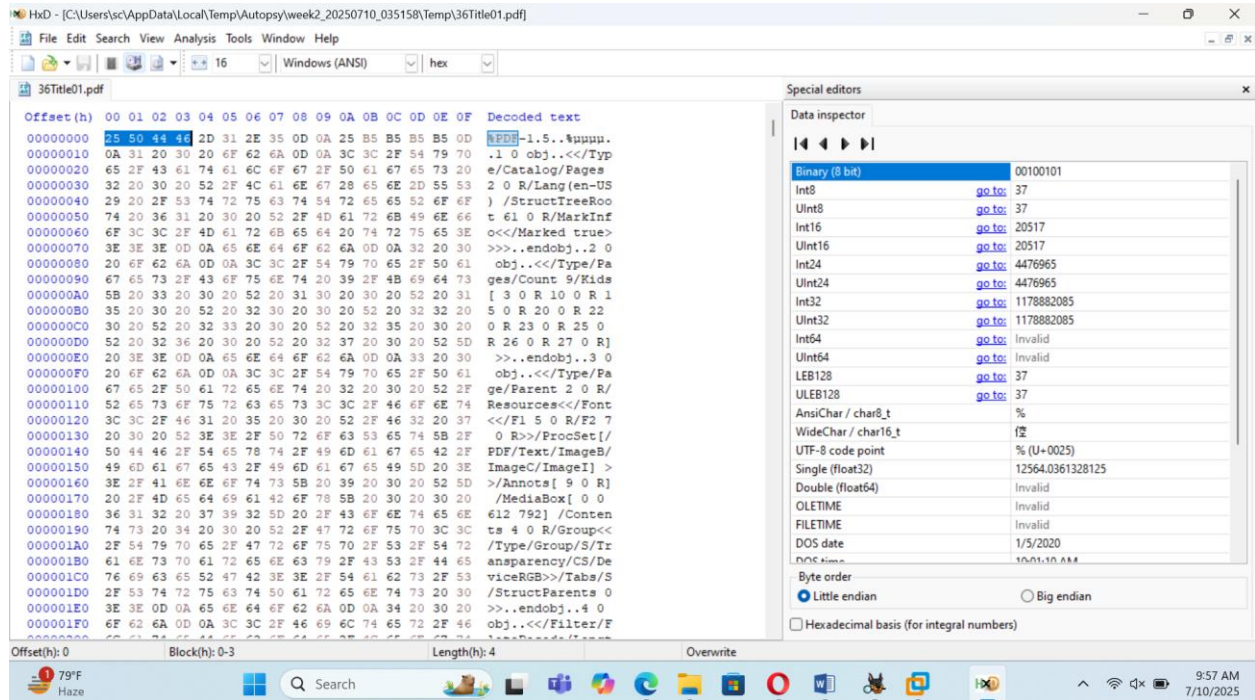 HxD - [C:\Users\sc\AppData\Local\Temp\Autopsy\week2_20250710_035158\Temp\36Title01.pdf]
File Edit Search View Analysis Tools Window Help
16 Windows (ANSI) hex
36Title01.pdf
Offset(h) 00 01 02 03 04 05 06 07 08 09 0A 0B 0C 0D 0E 0F Decoded text
00000000 25 50 44 46 2D 31 2E 35 0D 0A 25 B5 B5 B5 B5 0D %PDF-1.5..%µµµµ.
00000010 0A 31 20 30 20 6F 62 6A 0D 0A 3C 3C 2F 54 79 70 .1 0 obj..<</Typ
00000020 65 2F 43 61 74 61 6C 6F 67 2F 50 61 67 65 73 20 e/Catalog/Pages
00000030 32 20 30 20 52 2F 4C 61 6E 67 28 65 6E 2D 55 53 2 0 R/Lang(en-US
00000040 29 20 2F 53 74 72 75 63 74 54 72 65 65 52 6F 6F ) /StructTreeRoo
00000050 74 20 36 31 20 30 20 52 2F 4D 61 72 6B 49 6E 66 t 61 0 R/MarkInf
00000060 6F 3C 3C 2F 4D 61 72 6B 65 64 20 74 72 75 65 3E o<</Marked true>
00000070 3E 3E 3E 0D 0A 65 6E 64 6F 62 6A 0D 0A 32 20 30 >>>..endobj..2 0
00000080 20 6F 62 6A 0D 0A 3C 3C 2F 54 79 70 65 2F 50 61 obj..<</Type/Pa
00000090 67 65 73 2F 43 6F 75 6E 74 20 39 2F 4B 69 64 73 ges/Count 9/Kids
000000A0 5B 20 33 20 30 20 52 20 31 30 20 30 20 52 20 31 [ 3 0 R 10 0 R 1
000000B0 35 20 30 20 52 20 32 30 20 30 20 52 20 32 32 20 5 0 R 20 0 R 22
000000C0 30 20 52 20 32 33 20 30 20 52 20 32 35 20 30 20 0 R 23 0 R 25 0
000000D0 52 20 32 36 20 30 20 52 20 32 37 20 30 20 52 5D R 26 0 R 27 0 R]
000000E0 20 3E 3E 0D 0A 65 6E 64 6F 62 6A 0D 0A 33 20 30 >>..endobj..3 0
000000F0 20 6F 62 6A 0D 0A 3C 3C 2F 54 79 70 65 2F 50 61 obj..<</Type/Pa
00000100 67 65 2F 50 61 72 65 6E 74 20 32 20 30 20 52 2F ge/Parent 2 0 R/
00000110 52 65 73 6F 75 72 63 65 73 3C 3C 2F 46 6F 6E 74 Resources<</Font
00000120 3C 3C 2F 46 31 20 35 20 30 20 52 2F 46 32 20 37 <</F1 5 0 R/F2 7
00000130 20 30 20 52 3E 3E 2F 50 72 6F 63 53 65 74 5B 2F 0 R>>/ProcSet[/
00000140 50 44 46 2F 54 65 78 74 2F 49 6D 61 67 65 42 2F PDF/Text/ImageB/
00000150 49 6D 61 67 65 43 2F 49 6D 61 67 65 49 5D 20 3E ImageC/ImageI] >
00000160 3E 2F 41 6E 6E 6F 74 73 5B 20 39 20 30 20 52 5D >/Annots[ 9 0 R]
00000170 20 2F 4D 65 64 69 61 42 6F 78 5B 20 30 20 30 20 /MediaBox[ 0 0
00000180 36 31 32 20 37 39 32 5D 20 2F 43 6F 6E 74 65 6E 612 792] /Conten
00000190 74 73 20 34 20 30 20 52 2F 47 72 6F 75 70 3C 3C ts 4 0 R/Group<<
000001A0 2F 54 79 70 65 2F 47 72 6F 75 70 2F 53 2F 54 72 /Type/Group/S/Tr
000001B0 61 6E 73 70 61 72 65 6E 63 79 2F 43 53 2F 44 65 ansparency/CS/De
000001C0 76 69 63 65 52 47 42 3E 3E 2F 54 61 62 73 2F 53 viceRGB>>/Tabs/S
000001D0 2F 53 74 72 75 63 74 50 61 72 65 6E 74 73 20 30 /StructParents 0
000001E0 3E 3E 0D 0A 65 6E 64 6F 62 6A 0D 0A 34 20 30 20 >>..endobj..4 0
000001F0 6F 62 6A 0D 0A 3C 3C 2F 46 69 6C 74 65 72 2F 46 obj..<</Filter/F
Special editors
Data inspector
Binary (8 bit) 00100101
Int8 go to: 37
UInt8 go to: 37
Int16 go to: 20517
UInt16 go to: 20517
Int24 go to: 4476965
UInt24 go to: 4476965
Int32 go to: 1178882085
UInt32 go to: 1178882085
Int64 go to: Invalid
UInt64 go to: Invalid
LEB128 go to: 37
ULEB128 go to: 37
AnsiChar / char8_t %
WideChar / char16_t 倥
UTF-8 code point % (U+0025)
Single (float32) 12564.0361328125
Double (float64) Invalid
OLETIME Invalid
FILETIME Invalid
DOS date 1/5/2020
DOS time 10:01:10 AM
Byte order
Little endian Big endian
Hexadecimal basis (for integral numbers)
Offset(h): 0 Block(h): 0-3 Length(h): 4 Overwrite
1 79°F
Haze
Search
9:57 AM
7/10/2025